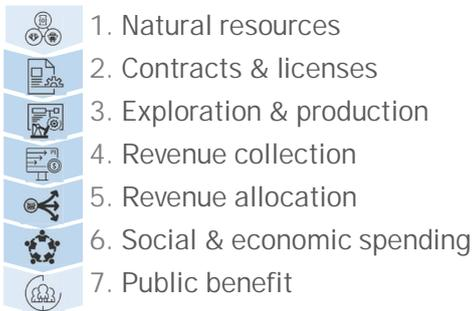 1. Natural resources
2. Contracts & licenses
3. Exploration & production
4. Revenue collection
5. Revenue allocation
6. Social & economic spending
7. Public benefit